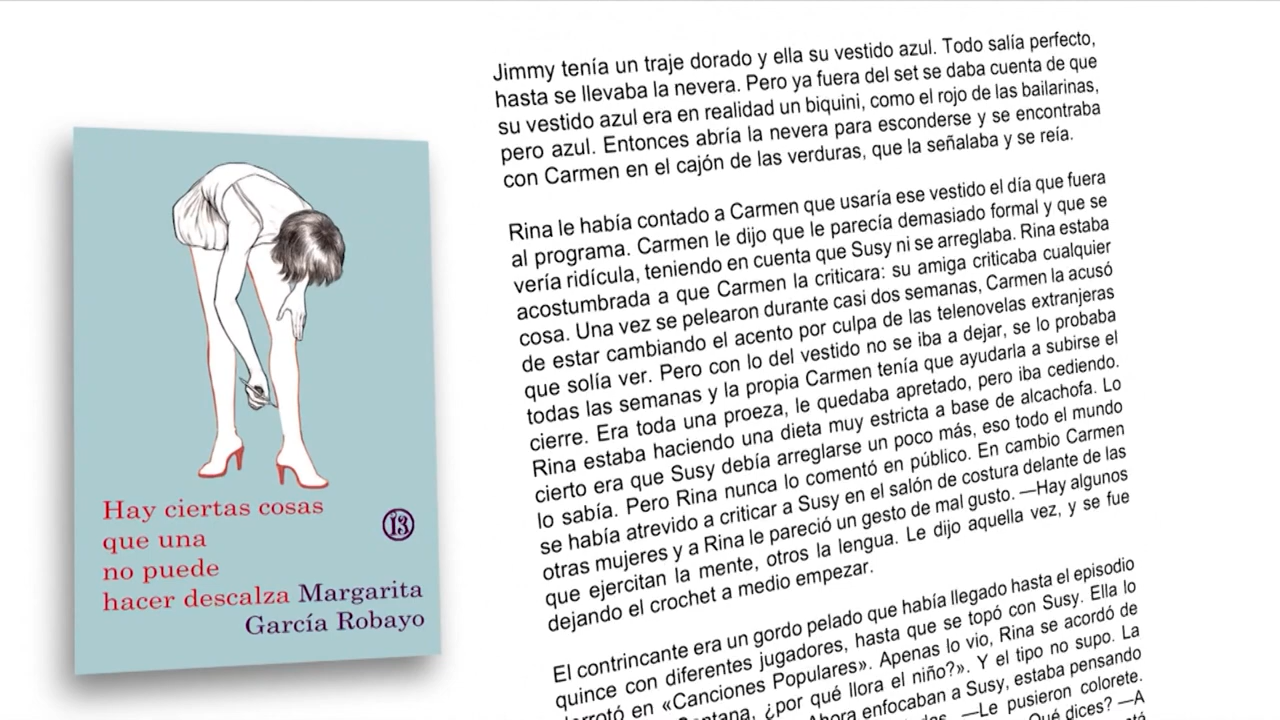 Hay ciertas cosas
que una
no puede
hacer descalza Margarita
García Robayo
13
Jimmy tenía un traje dorado y ella su vestido azul. Todo salía perfecto,
hasta se llevaba la nevera. Pero ya fuera del set se daba cuenta de que
su vestido azul era en realidad un biquini, como el rojo de las bailarinas,
pero azul. Entonces abría la nevera para esconderse y se encontraba
con Carmen en el cajón de las verduras, que la señalaba y se reía.
Rina le había contado a Carmen que usaría ese vestido el día que fuera
al programa. Carmen le dijo que le parecía demasiado formal y que se
vería ridícula, teniendo en cuenta que Susy ni se arreglaba. Rina estaba
acostumbrada a que Carmen la criticara: su amiga criticaba cualquier
cosa. Una vez se pelearon durante casi dos semanas, Carmen la acusó
de estar cambiando el acento por culpa de las telenovelas extranjeras
que solía ver. Pero con lo del vestido no se iba a dejar, se lo probaba
todas las semanas y la propia Carmen tenía que ayudarla a subirse el
cierre. Era toda una proeza, le quedaba apretado, pero iba cediendo.
Rina estaba haciendo una dieta muy estricta a base de alcachofa. Lo
cierto era que Susy debía arreglarse un poco más, eso todo el mundo
lo sabía. Pero Rina nunca lo comentó en público. En cambio Carmen
se había atrevido a criticar a Susy en el salón de costura delante de las
otras mujeres y a Rina le pareció un gesto de mal gusto. —Hay algunos
que ejercitan la mente, otros la lengua. Le dijo aquella vez, y se fue
dejando el crochet a medio empezar.
El contrincante era un gordo pelado que había llegado hasta el episodio
quince con diferentes jugadores, hasta que se topó con Susy. Ella lo
derrotó en «Canciones Populares». Apenas lo vio, Rina se acordó de
¿por qué llora el niño?». Y el tipo no supo. La
Ahora enfocaban a Susy, estaba pensando
—Le pusieron colorete.
Qué dices? —A